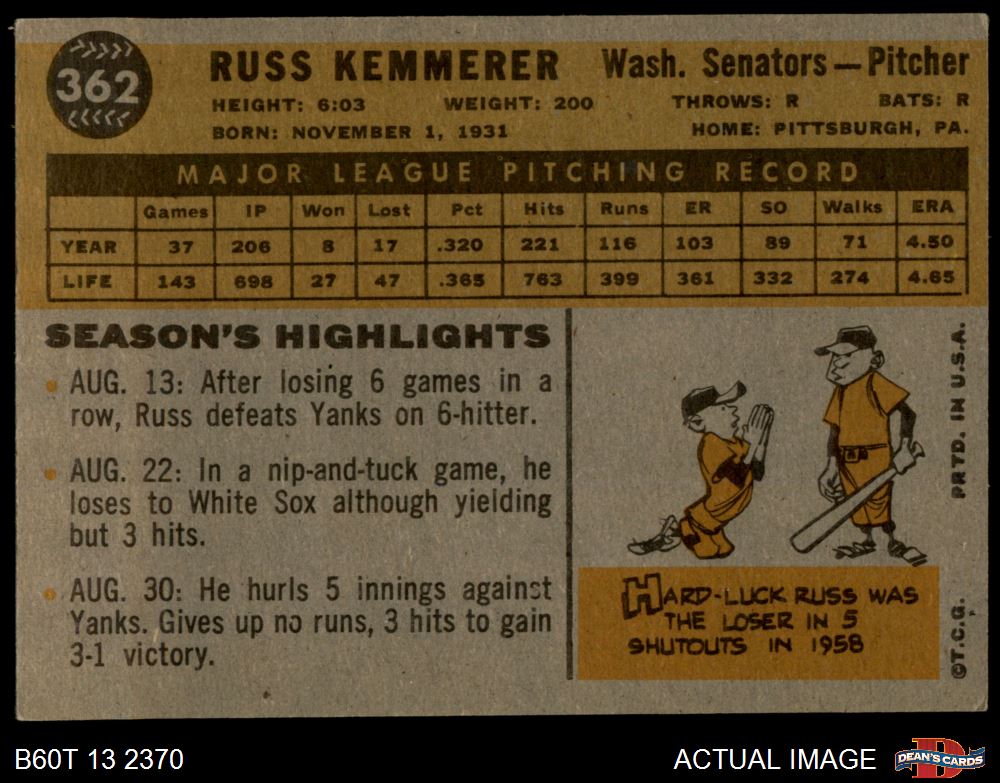 362
RUSS KEMMERER Wash. Senators—Pitcher
HEIGHT: 6:03 WEIGHT: 200 THROWS: R BATS: R
BORN: NOVEMBER 1, 1931 HOME: PITTSBURGH, PA.
MAJOR LEAGUE PITCHING RECORD
Games IP Won Lost Pct Hits Runs ER SO Walks ERA
YEAR 37 206 8 17 .320 221 116 103 89 71 4.50
LIFE 143 698 27 47 .365 763 399 361 332 274 4.65
SEASON'S HIGHLIGHTS
• AUG. 13: After losing 6 games in a
row, Russ defeats Yanks on 6-hitter.
• AUG. 22: In a nip-and-tuck game, he
loses to White Sox although yielding
but 3 hits.
• AUG. 30: He hurls 5 innings against
Yanks. Gives up no runs, 3 hits to gain
3-1 victory.
HARD-LUCK RUSS WAS
THE LOSER IN 5
SHUTOUTS IN 1958
©T.C.G. PRTD. IN U.S.A.
B60T 13 2370 ACTUAL IMAGE
D
DEAN'S CARDS